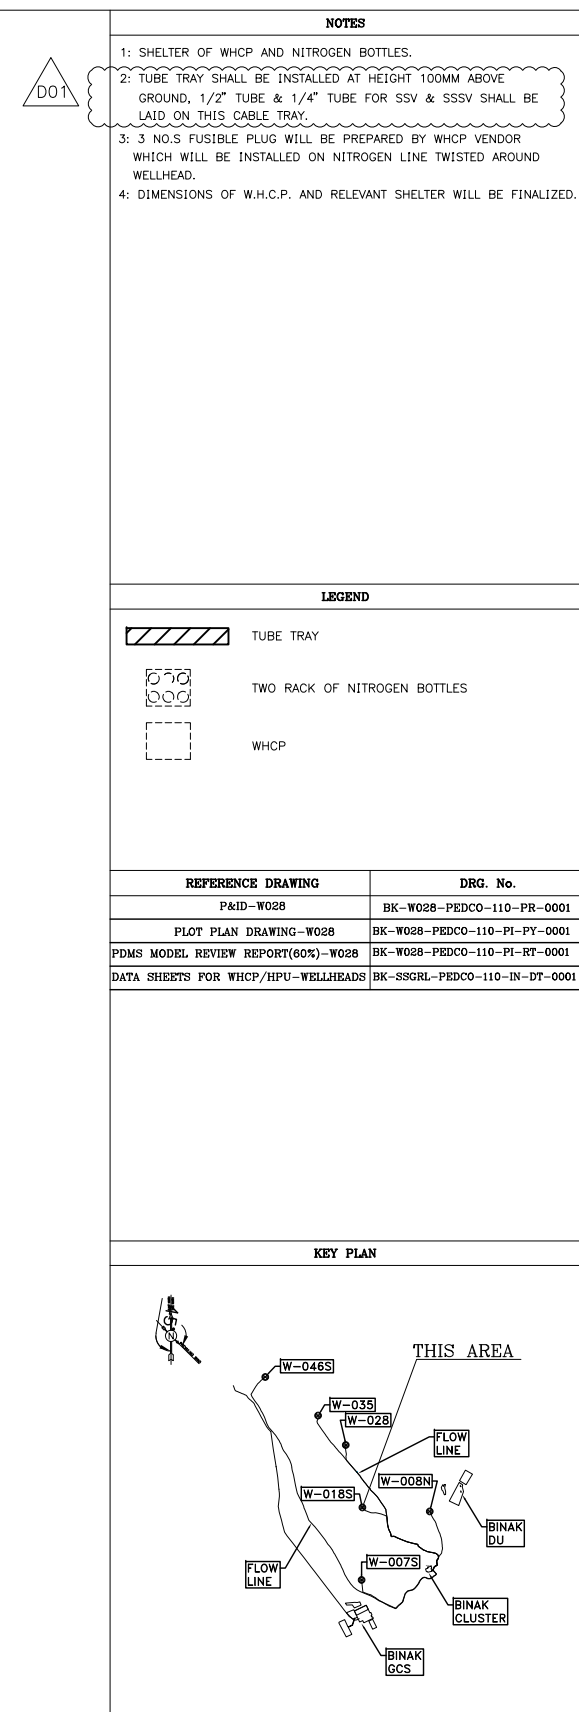 NOTES
1: SHELTER OF WHCP AND NITROGEN BOTTLES.
D01
2: TUBE TRAY SHALL BE INSTALLED AT HEIGHT 100MM ABOVE
GROUND, 1/2" TUBE & 1/4" TUBE FOR SSV & SSSV SHALL BE
LAID ON THIS CABLE TRAY.
3: 3 NO.S FUSIBLE PLUG WILL BE PREPARED BY WHCP VENDOR
WHICH WILL BE INSTALLED ON NITROGEN LINE TWISTED AROUND
WELLHEAD.
4: DIMENSIONS OF W.H.C.P. AND RELEVANT SHELTER WILL BE FINALIZED.
LEGEND
TUBE TRAY
TWO RACK OF NITROGEN BOTTLES
WHCP
REFERENCE DRAWING DRG. No.
P&ID-W028 BK-W028-PEDCO-110-PR-0001
PLOT PLAN DRAWING-W028 BK-W028-PEDCO-110-PI-PY-0001
PDMS MODEL REVIEW REPORT(60%)-W028 BK-W028-PEDCO-110-PI-RT-0001
DATA SHEETS FOR WHCP/HPU-WELLHEADS BK-SSGRL-PEDCO-110-IN-DT-0001
KEY PLAN
N
THIS AREA
W-046S
W-035
W-028
FLOW
LINE
W-008N
W-018S
BINAK
DU
W-007S
FLOW
LINE
BINAK
CLUSTER
BINAK
GCS